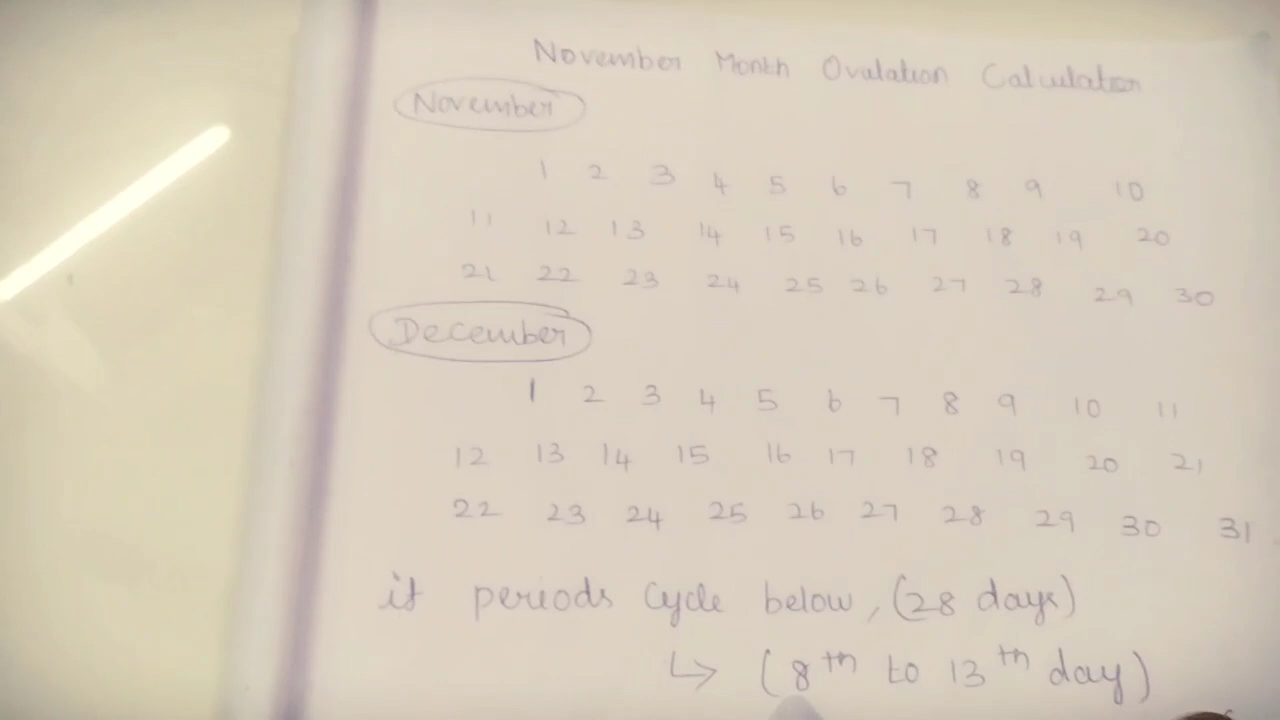 November Month Ovulation Calculation
November
1 2 3 4 5 6 7 8 9 10
11 12 13 14 15 16 17 18 19 20
21 22 23 24 25 26 27 28 29 30
December
1 2 3 4 5 6 7 8 9 10 11
12 13 14 15 16 17 18 19 20 21
22 23 24 25 26 27 28 29 30 31
if periods cycle below, (28 days)
↳ (8th to 13th day)